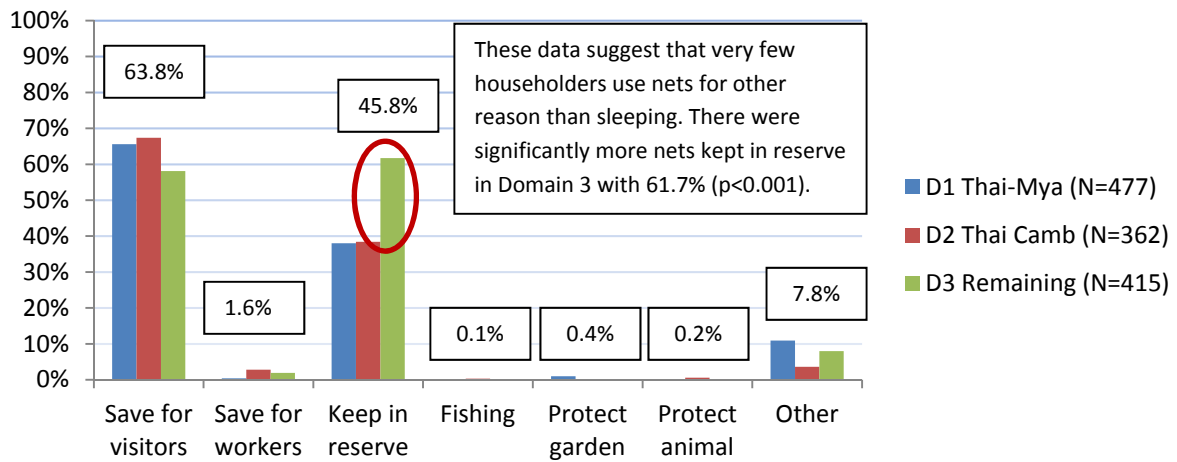 100%
90%
80%
70%
60%
50%
40%
30%
20%
10%
0%
63.8%
1.6%
45.8%
0.1%
0.4%
0.2%
7.8%
These data suggest that very few
householders use nets for other
reason than sleeping. There were
significantly more nets kept in reserve
in Domain 3 with 61.7% (p<0.001).
D1 Thai-Mya (N=477)
D2 Thai Camb (N=362)
D3 Remaining (N=415)
Save for
visitors
Save for
workers
Keep in
reserve
Fishing
Protect
garden
Protect
animal
Other